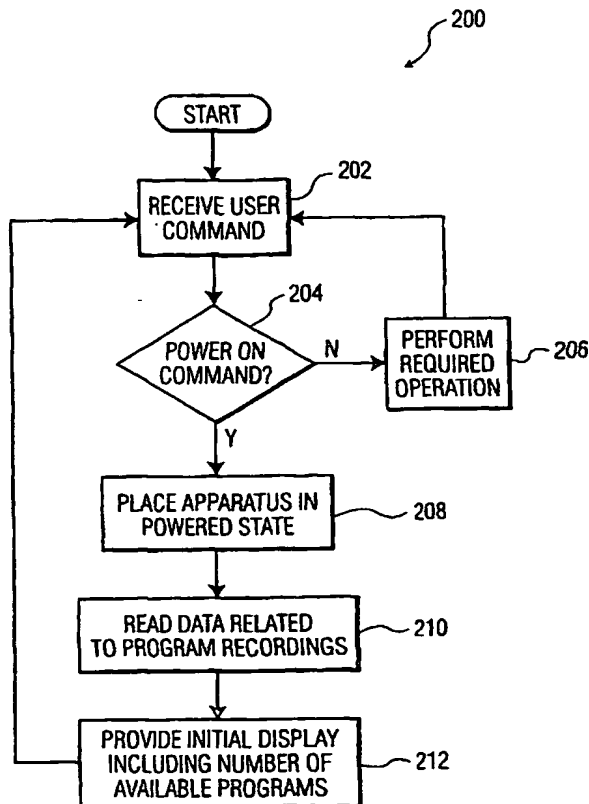 200
START
202
RECEIVE USER
COMMAND
204
POWER ON
COMMAND?
N
PERFORM
REQUIRED
OPERATION
206
Y
PLACE APPARATUS IN
POWERED STATE
208
READ DATA RELATED
TO PROGRAM RECORDINGS
210
PROVIDE INITIAL DISPLAY
INCLUDING NUMBER OF
AVAILABLE PROGRAMS
212